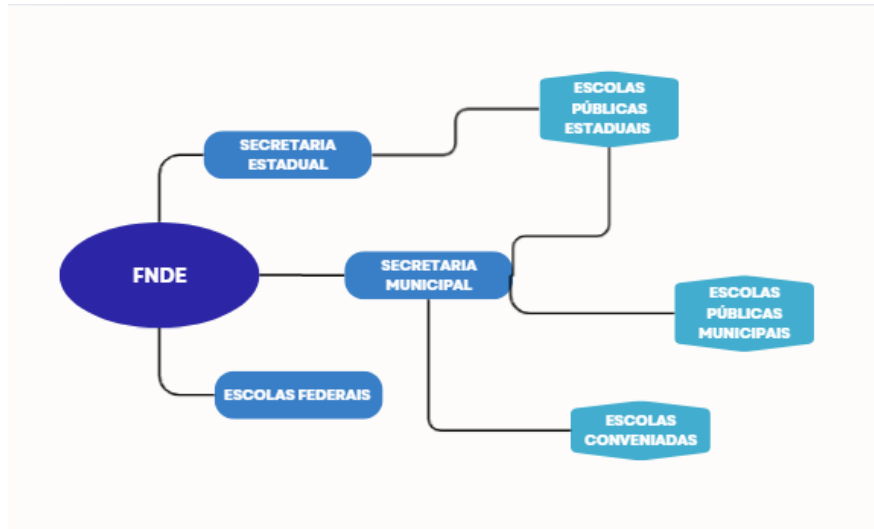 ESCOLAS
PÚBLICAS
ESTADUAIS
SECRETARIA
ESTADUAL
FNDE
SECRETARIA
MUNICIPAL
ESCOLAS
PÚBLICAS
MUNICIPAIS
ESCOLAS FEDERAIS
ESCOLAS
CONVENIADAS